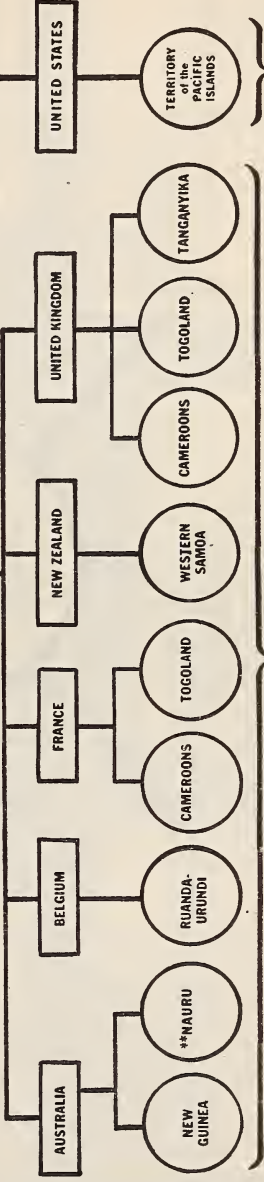 AUSTRALIA
BELGIUM
FRANCE
NEW ZEALAND
UNITED KINGDOM
UNITED STATES
NEW
GUINEA
**NAURU
RUANDA-
URUNDI
CAMEROONS
TOGOLAND
WESTERN
SAMOA
CAMEROONS
TOGOLAND
TANGANYIKA
TERRITORY
of the
PACIFIC
ISLANDS